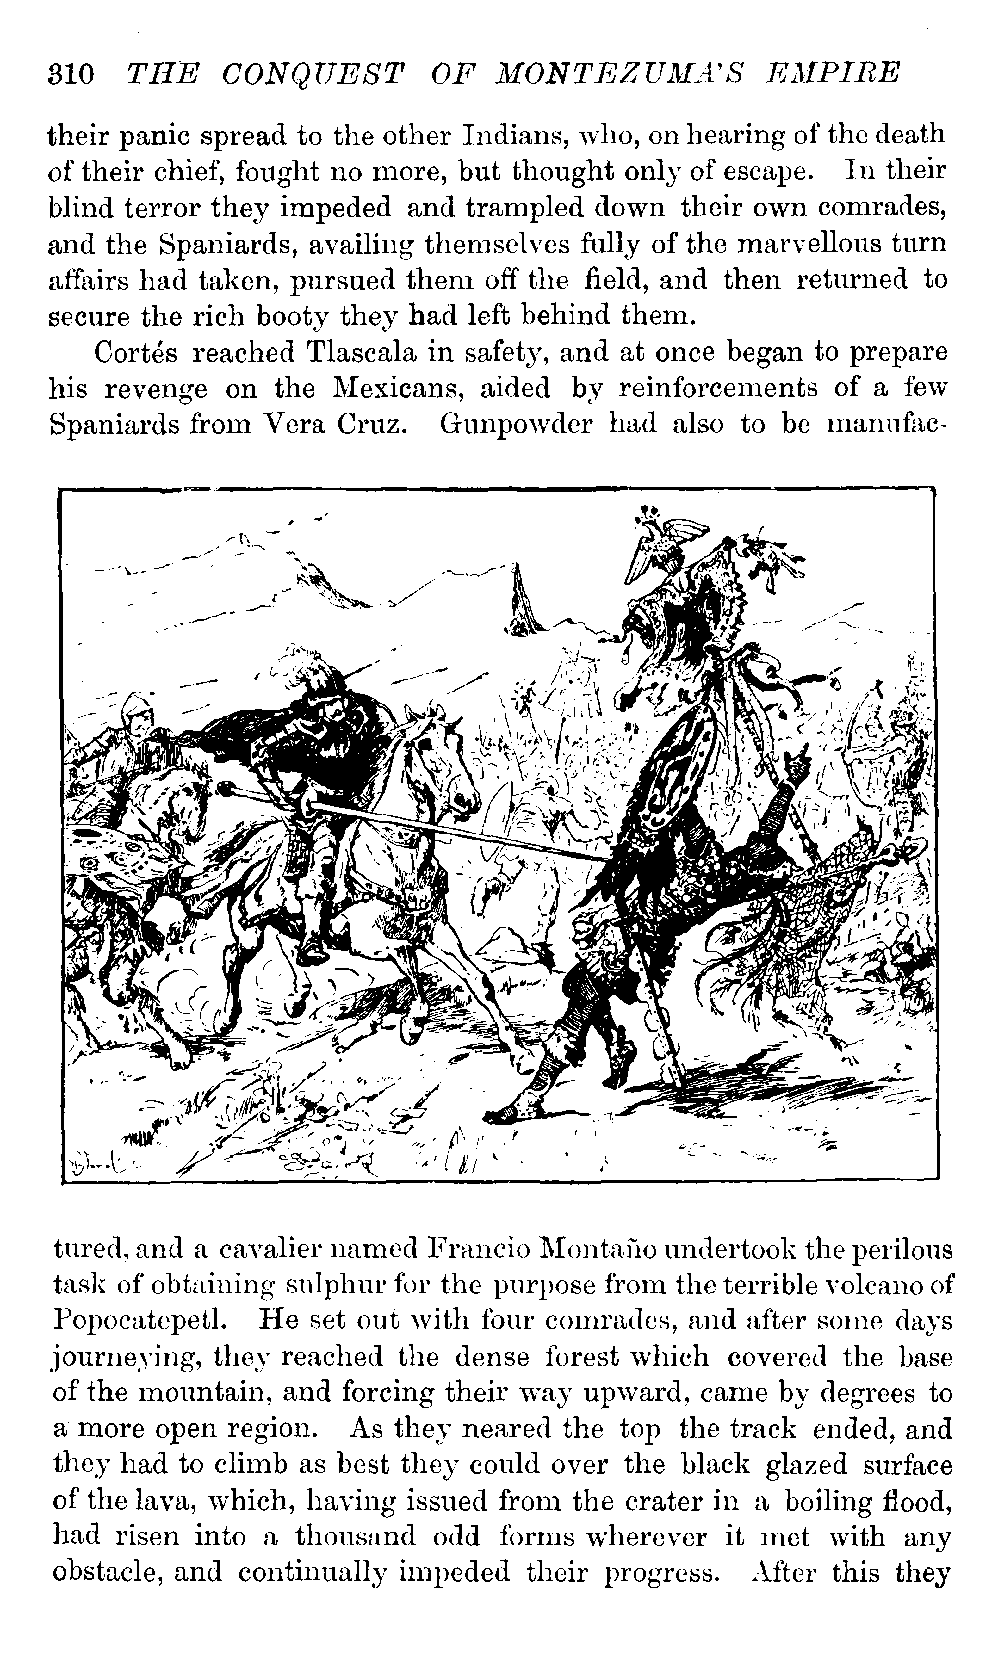 310 THE CONQUEST OF MONTEZUMA'S EMPIRE
their panic spread to the other Indians, who, on hearing of the death
of their chief, fought no more, but thought only of escape. In their
blind terror they impeded and trampled down their own comrades,
and the Spaniards, availing themselves fully of the marvellous turn
affairs had taken, pursued them off the field, and then returned to
secure the rich booty they had left behind them.
Cortés reached Tlascala in safety, and at once began to prepare
his revenge on the Mexicans, aided by reinforcements of a few
Spaniards from Vera Cruz. Gunpowder had also to be manufac-
tured, and a cavalier named Francio Montaño undertook the perilous
task of obtaining sulphur for the purpose from the terrible volcano of
Popocatepetl. He set out with four comrades, and after some days
journeying, they reached the dense forest which covered the base
of the mountain, and forcing their way upward, came by degrees to
a more open region. As they neared the top the track ended, and
they had to climb as best they could over the black glazed surface
of the lava, which, having issued from the crater in a boiling flood,
had risen into a thousand odd forms wherever it met with any
obstacle, and continually impeded their progress. After this they